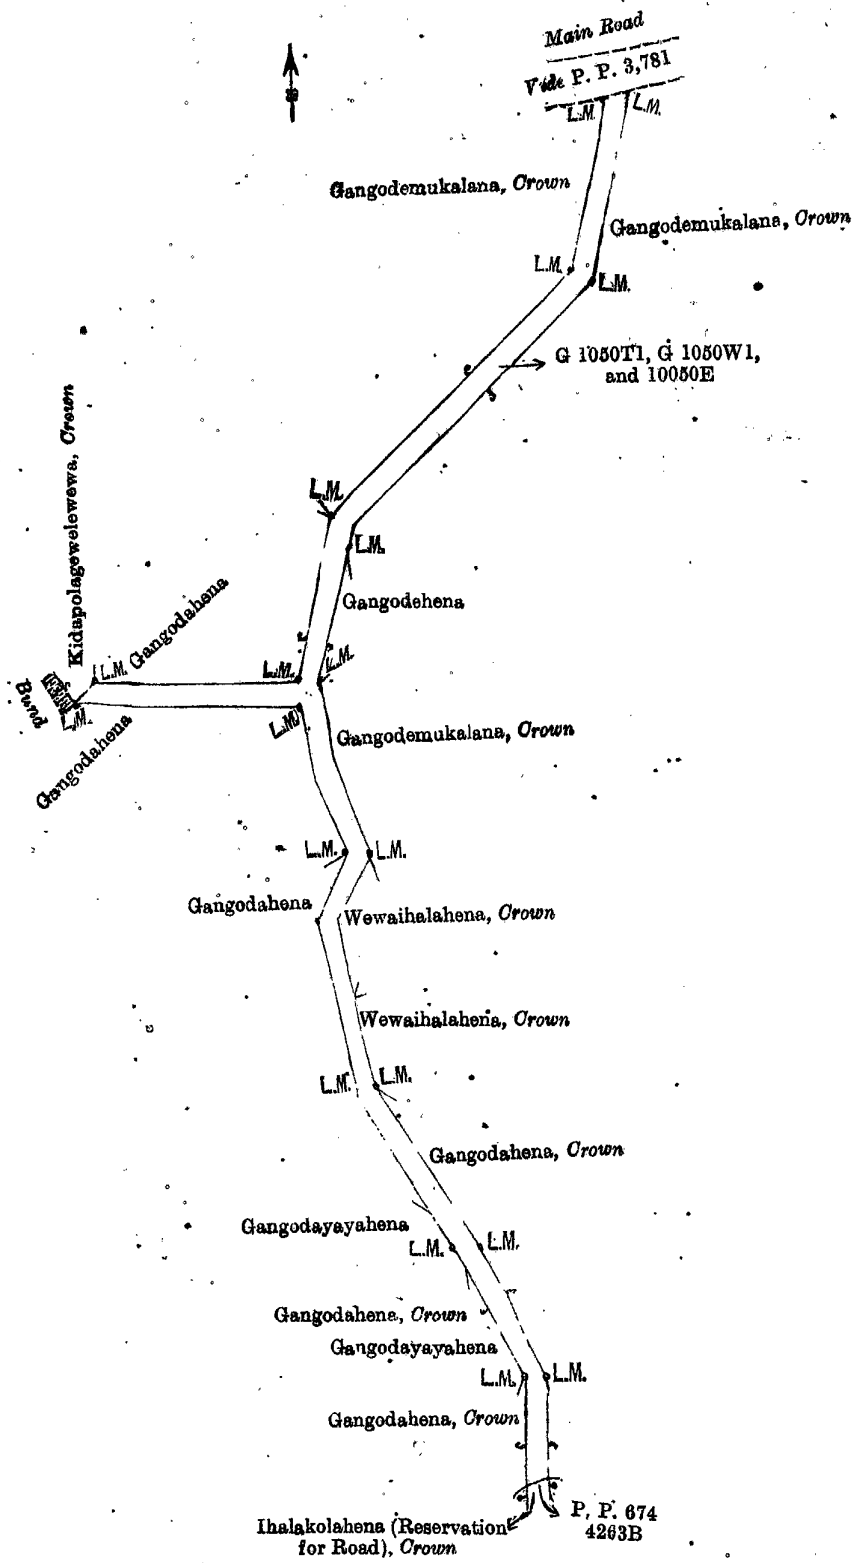 Main Road
Vide P. P. 3,781
L.M.
L.M.
Gangodemukalana, Crown
Gangodemukalana, Crown
L.M.
L.M.
G 1050T1, G 1050W1,
and 10050E
Kidapolagewelewewa, Crown
L.M.
L.M.
Gangodehena
Gangodahena
L.M.
L.M.
L.M.
Bund
L.M.
L.M.
Gangodahena
Gangodemukalana, Crown
L.M.
L.M.
Gangodahena
Wewaihalahena, Crown
Wewaihalahena, Crown
L.M.
L.M.
Gangodahena, Crown
Gangodayayahena
L.M.
L.M.
Gangodahena, Crown
Gangodayayahena
L.M.
L.M.
Gangodahena, Crown
P. P. 674
4263B
Ihalakolahena (Reservation
for Road), Crown